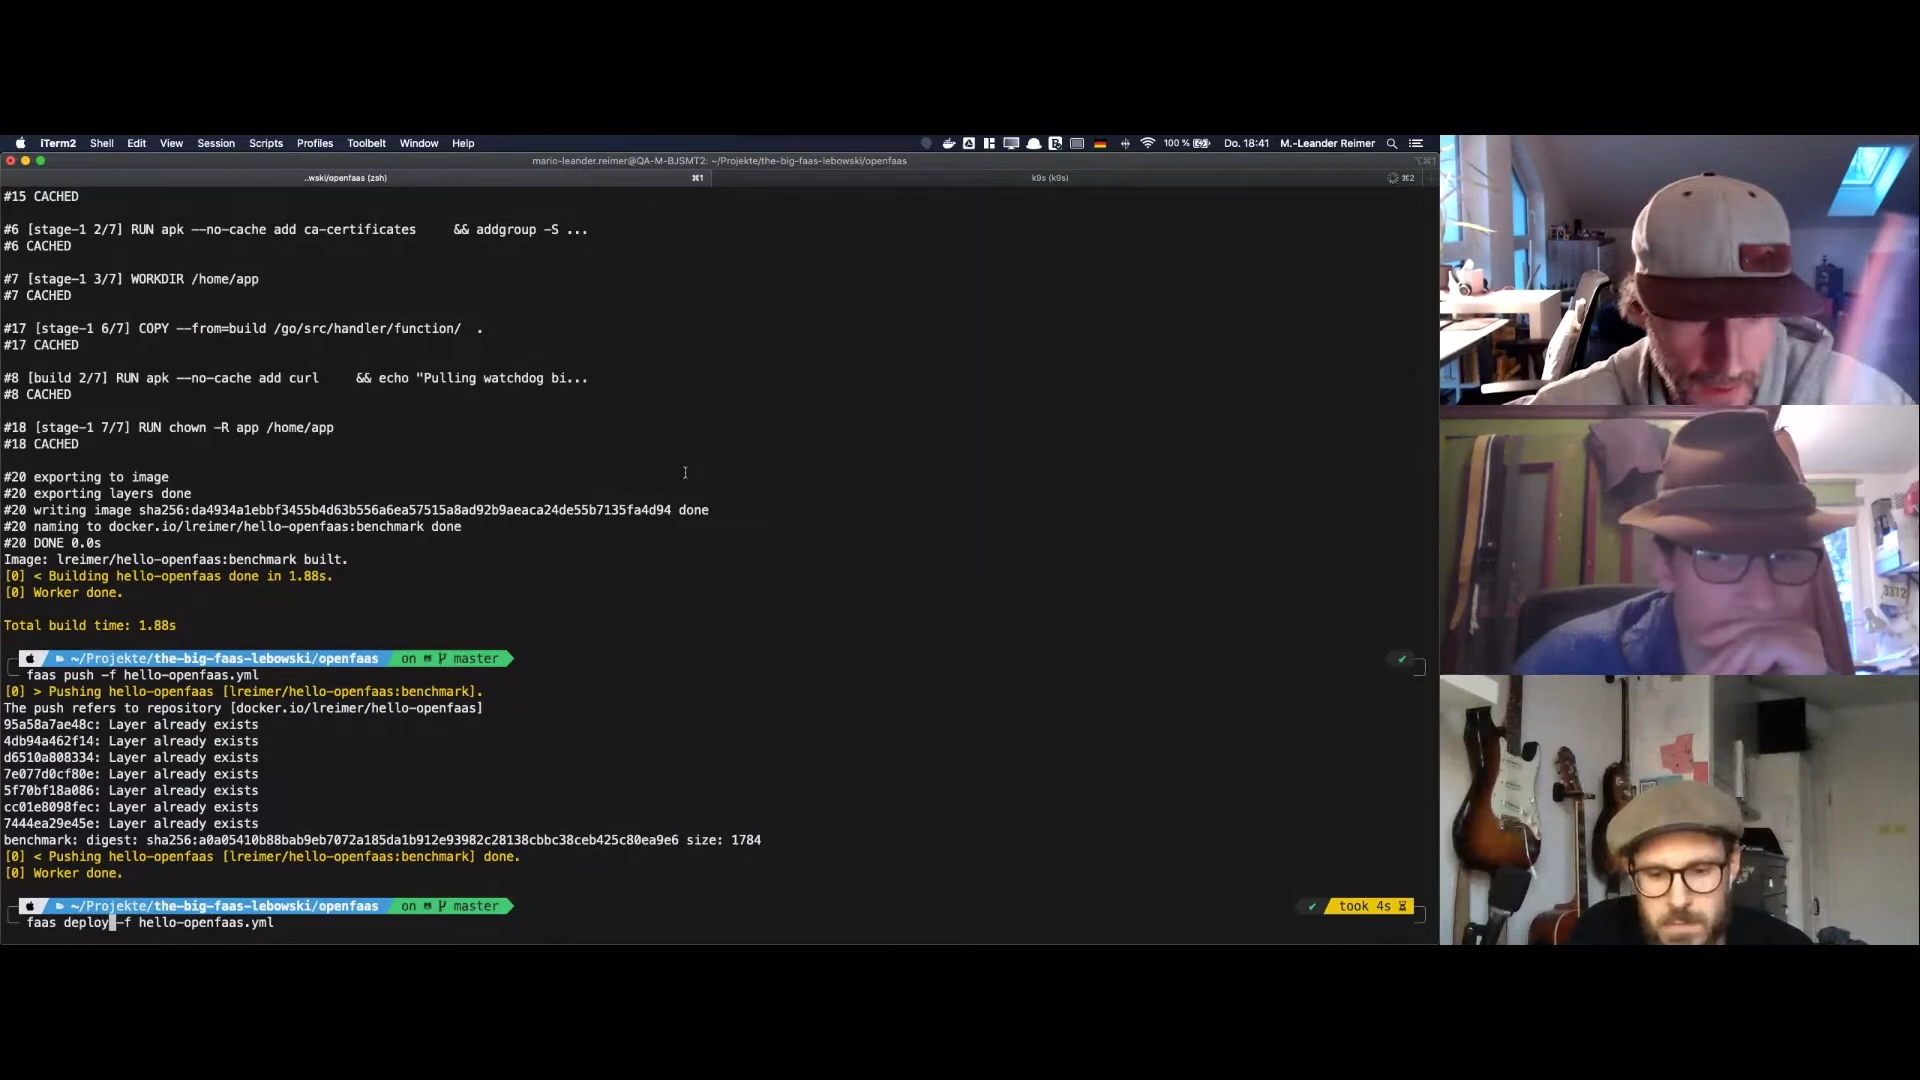 iTerm2 Shell Edit View Session Scripts Profiles Toolbelt Window Help 100 % Do. 18:41 M.-Leander Reimer
mario-leander.reimer@QA-M-BJSMT2: ~/Projekte/the-big-faas-lebowski/openfaas
..wski/openfaas (zsh) ⌘1 k9s (k9s) ⌘2
#15 CACHED
#6 [stage-1 2/7] RUN apk --no-cache add ca-certificates && addgroup -S ...
#6 CACHED
#7 [stage-1 3/7] WORKDIR /home/app
#7 CACHED
#17 [stage-1 6/7] COPY --from=build /go/src/handler/function/ .
#17 CACHED
#8 [build 2/7] RUN apk --no-cache add curl && echo "Pulling watchdog bi...
#8 CACHED
#18 [stage-1 7/7] RUN chown -R app /home/app
#18 CACHED
#20 exporting to image
#20 exporting layers done
#20 writing image sha256:da4934a1ebbf3455b4d63b556a6ea57515a8ad92b9aeaca24de55b7135fa4d94 done
#20 naming to docker.io/lreimer/hello-openfaas:benchmark done
#20 DONE 0.0s
Image: lreimer/hello-openfaas:benchmark built.
[0] < Building hello-openfaas done in 1.88s.
[0] Worker done.
Total build time: 1.88s
~/Projekte/the-big-faas-lebowski/openfaas on master ✔
faas push -f hello-openfaas.yml
[0] > Pushing hello-openfaas [lreimer/hello-openfaas:benchmark].
The push refers to repository [docker.io/lreimer/hello-openfaas]
95a58a7ae48c: Layer already exists
4db94a462f14: Layer already exists
d6510a808334: Layer already exists
7e077d0cf80e: Layer already exists
5f70bf18a086: Layer already exists
cc01e8098fec: Layer already exists
7444ea29e45e: Layer already exists
benchmark: digest: sha256:a0a05410b88bab9eb7072a185da1b912e93982c28138cbbc38ceb425c80ea9e6 size: 1784
[0] < Pushing hello-openfaas [lreimer/hello-openfaas:benchmark] done.
[0] Worker done.
~/Projekte/the-big-faas-lebowski/openfaas on master ✔ took 4s
faas deploy -f hello-openfaas.yml
3372